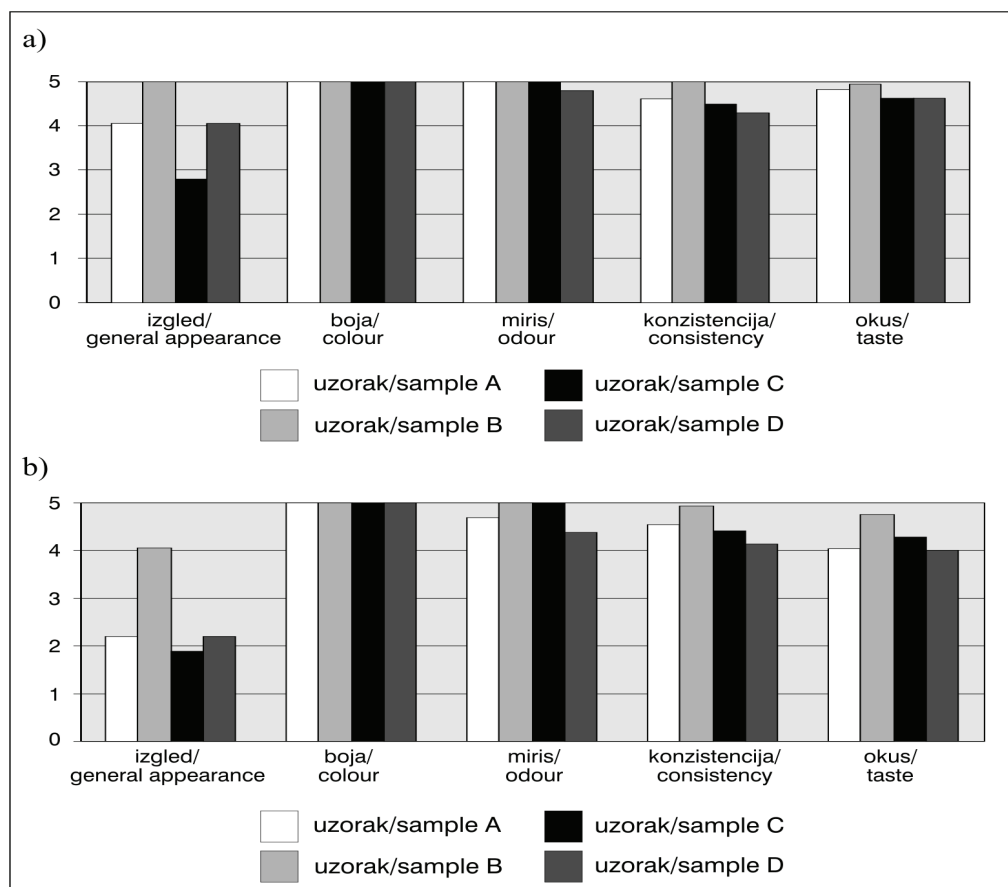 a)
5
4
3
2
1
0
izgled/
general appearance
boja/
colour
miris/
odour
konzistencija/
consistency
okus/
taste
uzorak/sample A
uzorak/sample C
uzorak/sample B
uzorak/sample D
b)
5
4
3
2
1
0
izgled/
general appearance
boja/
colour
miris/
odour
konzistencija/
consistency
okus/
taste
uzorak/sample A
uzorak/sample C
uzorak/sample B
uzorak/sample D